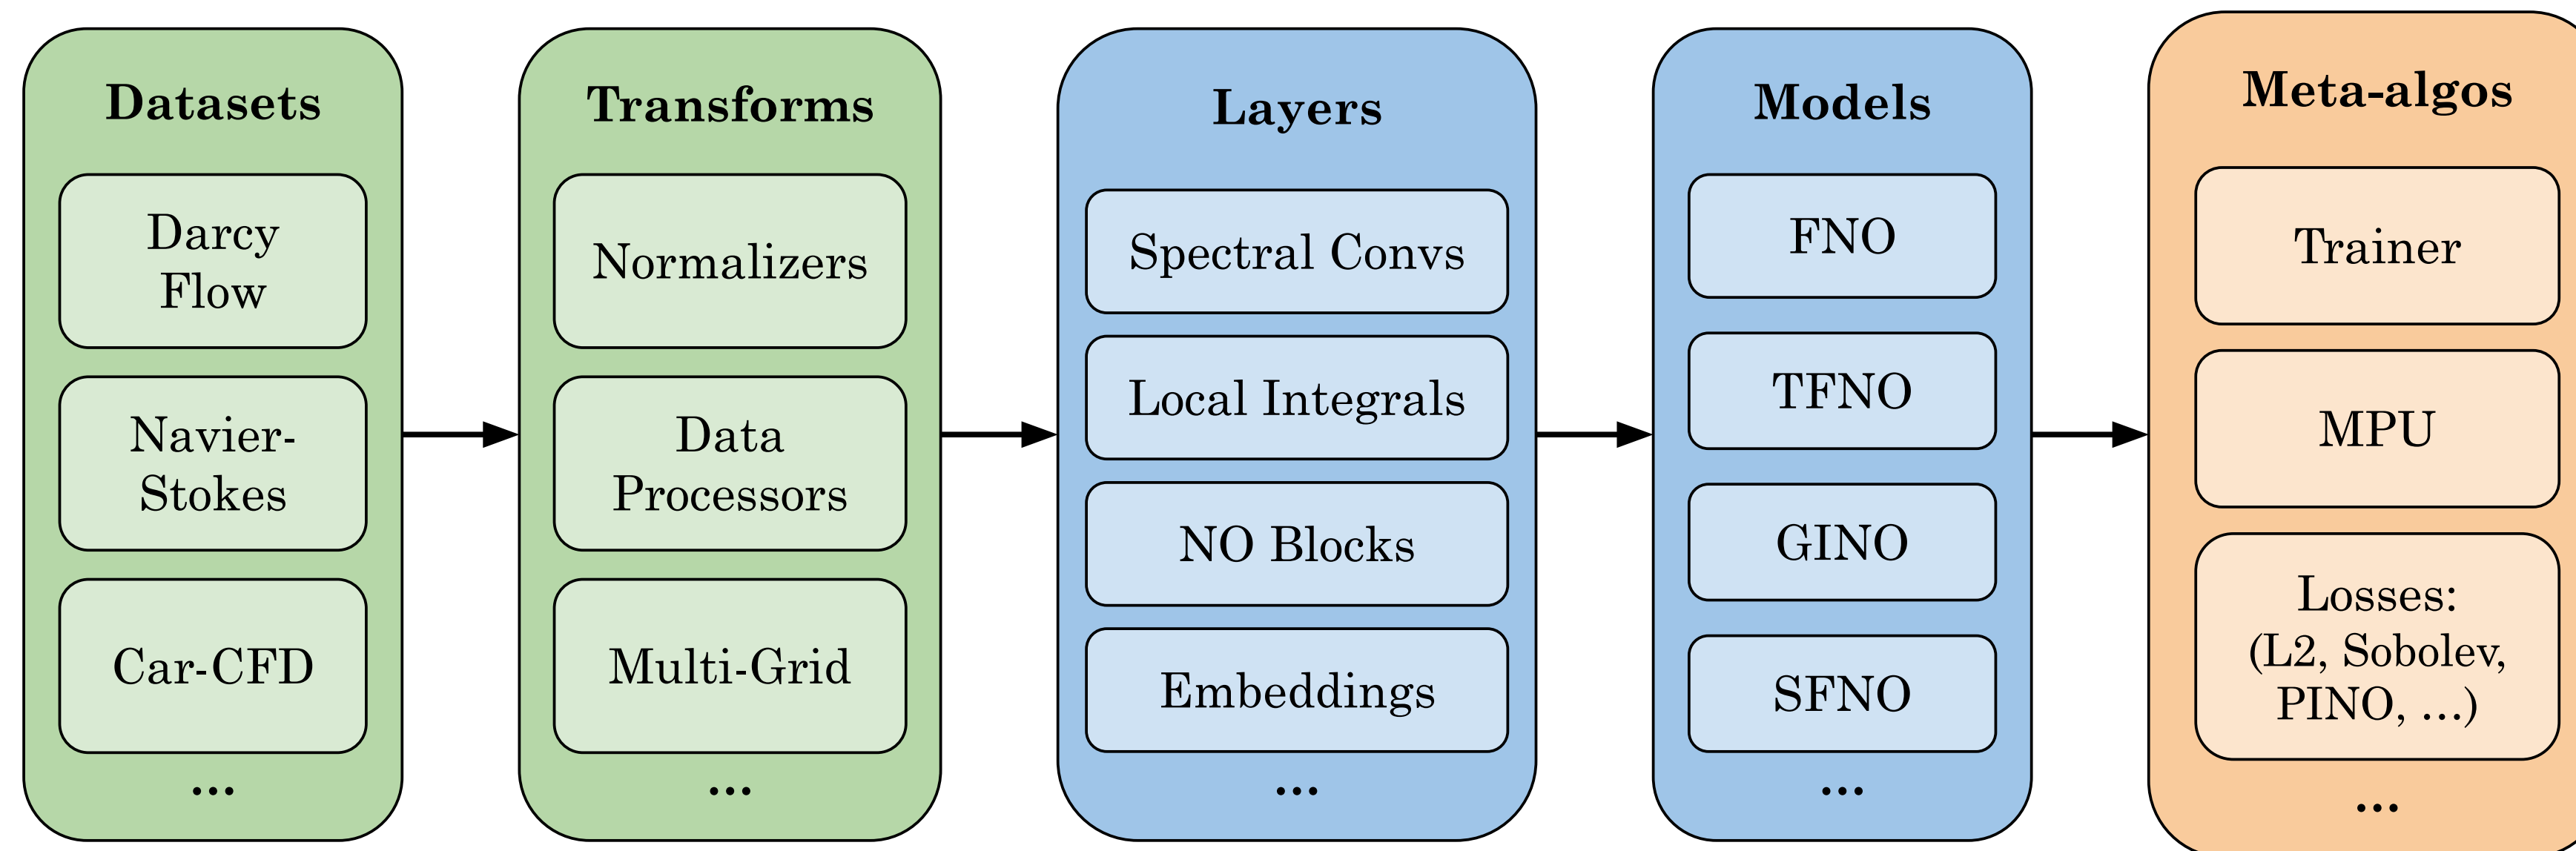 Datasets
Darcy
Flow
Navier-
Stokes
Car-CFD
...
Transforms
Normalizers
Data
Processors
Multi-Grid
...
Layers
Spectral Convs
Local Integrals
NO Blocks
Embeddings
...
Models
FNO
TFNO
GINO
SFNO
...
Meta-algos
Trainer
MPU
Losses:
(L2, Sobolev,
PINO, ...)
...